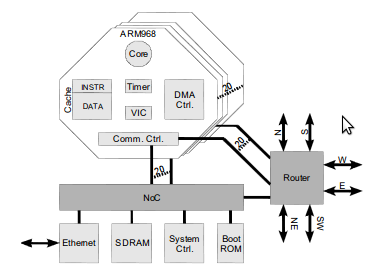 ARM968
Core
Cache
INSTR
DATA
Timer
VIC
DMA
Ctrl.
20
Comm. Ctrl.
20
20
N
S
W
E
NE
SW
Router
NoC
Ethernet
SDRAM
System
Ctrl.
Boot
ROM